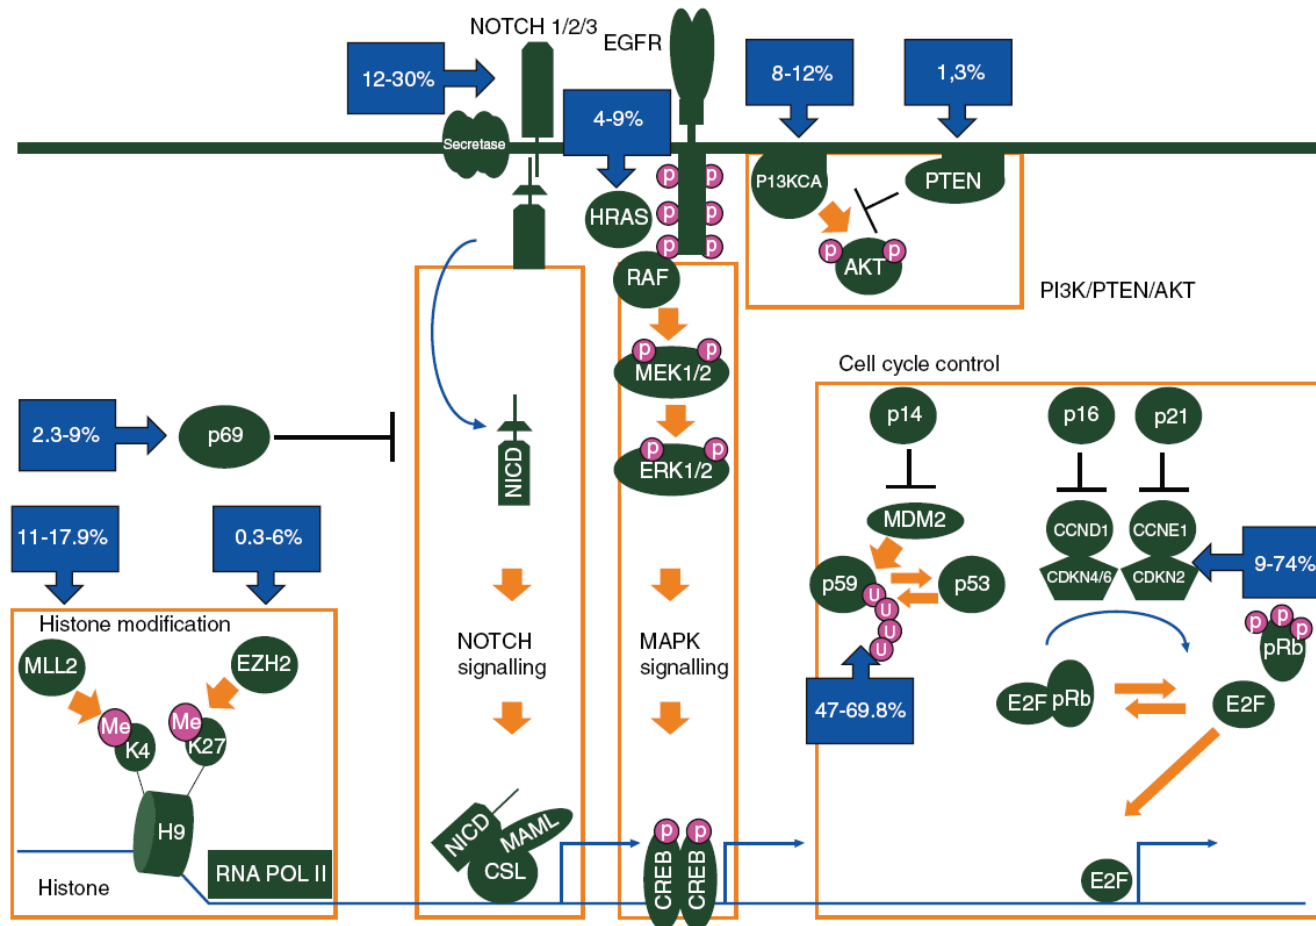 NOTCH 1/2/3
EGFR
12-30%
8-12%
1,3%
4-9%
Secretase
P13KCA
PTEN
HRAS
p
p
p
p
p
p
p
p
AKT
RAF
PI3K/PTEN/AKT
p
p
MEK1/2
Cell cycle control
p14
p16
p21
2.3-9%
p69
p
p
ERK1/2
NICD
MDM2
CCND1
CCNE1
11-17.9%
0.3-6%
9-74%
p59
p53
CDKN4/6
CDKN2
U
U
U
U
Histone modification
MLL2
EZH2
NOTCH
signalling
MAPK
signalling
p
p
p
pRb
47-69.8%
E2F
pRb
E2F
Me
Me
K4
K27
H9
NICD
MAML
CSL
p
p
CREB
CREB
RNA POL II
Histone
E2F